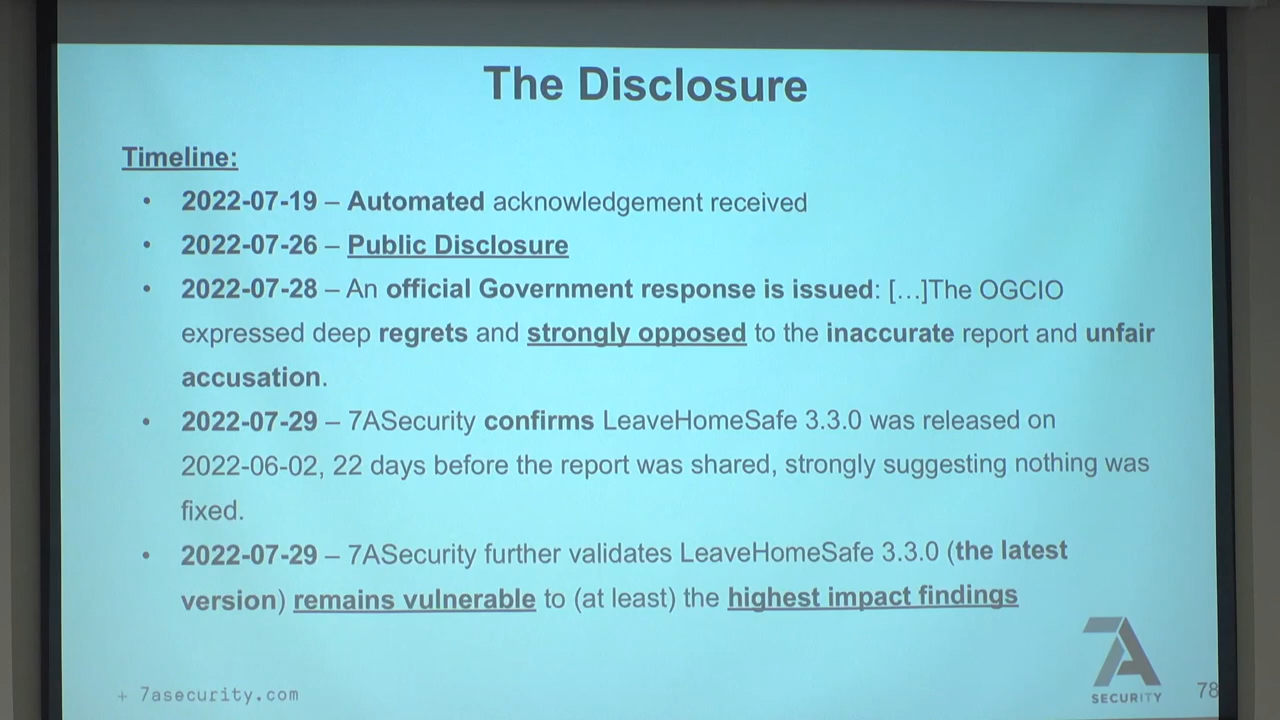 The Disclosure
Timeline:
• 2022-07-19 – Automated acknowledgement received
• 2022-07-26 – Public Disclosure
• 2022-07-28 – An official Government response is issued: […]The OGCIO
expressed deep regrets and strongly opposed to the inaccurate report and unfair
accusation.
• 2022-07-29 – 7ASecurity confirms LeaveHomeSafe 3.3.0 was released on
2022-06-02, 22 days before the report was shared, strongly suggesting nothing was
fixed.
• 2022-07-29 – 7ASecurity further validates LeaveHomeSafe 3.3.0 (the latest
version) remains vulnerable to (at least) the highest impact findings
+ 7asecurity.com
7A
SECURITY
78